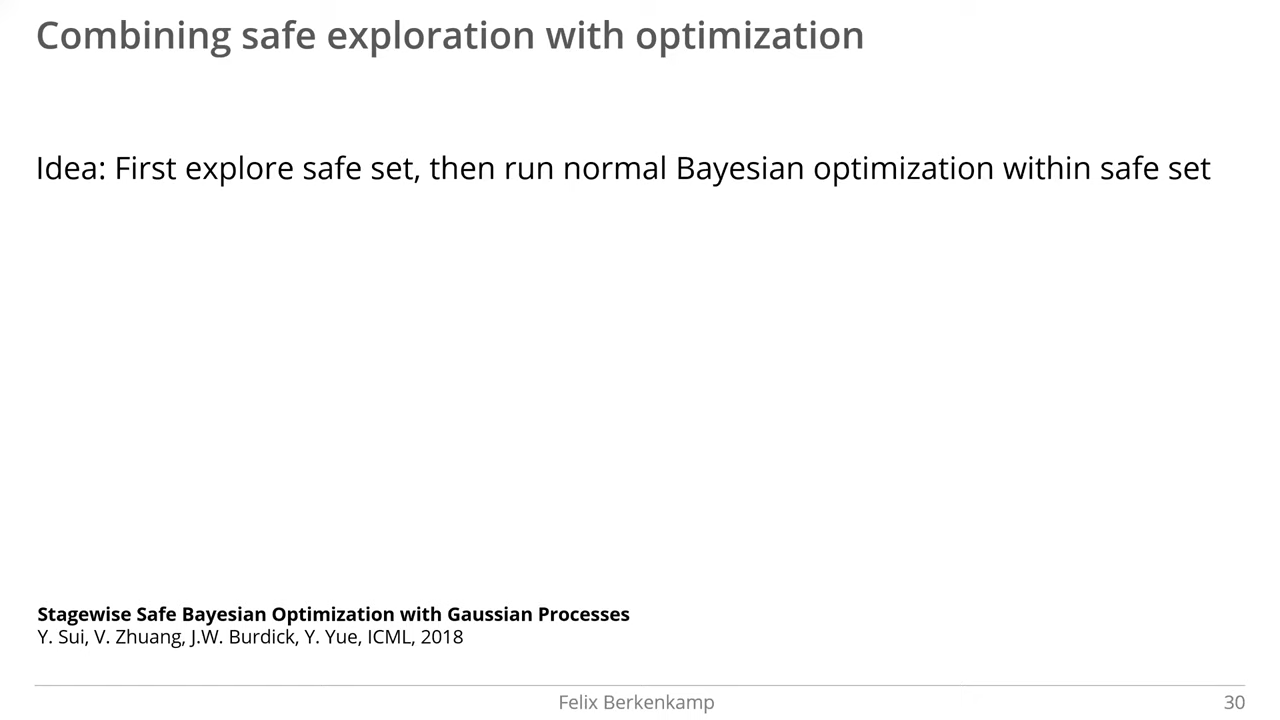 Combining safe exploration with optimization
Idea: First explore safe set, then run normal Bayesian optimization within safe set
Stagewise Safe Bayesian Optimization with Gaussian Processes
Y. Sui, V. Zhuang, J.W. Burdick, Y. Yue, ICML, 2018
Felix Berkenkamp
30